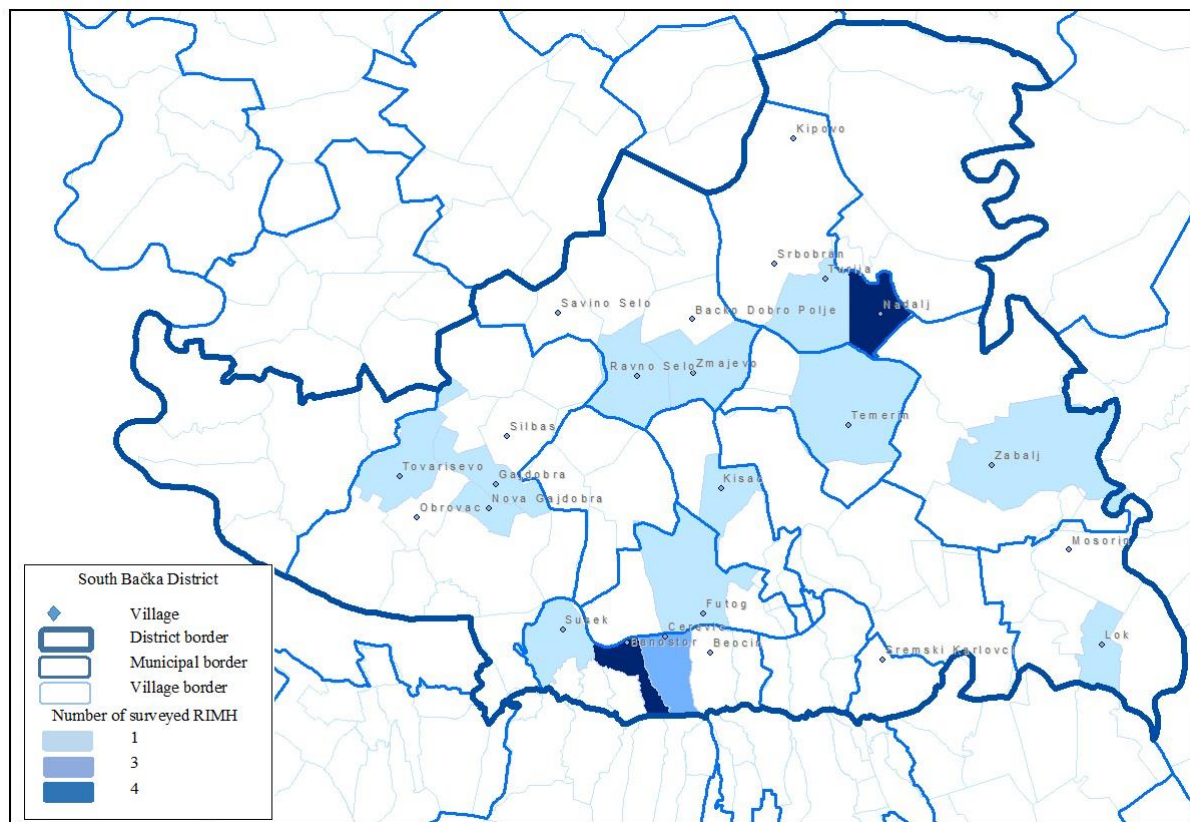 Kipovo
Srbobran
Turija
Nadalj
Savino Selo
Backo Dobro Polje
Ravno Selo
Zmajevo
Temerin
Silbas
Zabalj
Tovarisevo
Gajdobra
Kisac
Nova Gajdobra
Obrovac
Mosorin
Futog
Susek
Cerevic
Banostor
Beocin
Lok
Sremski Karlovci
South Bačka District
Village
District border
Municipal border
Village border
Number of surveyed RIMH
1
3
4